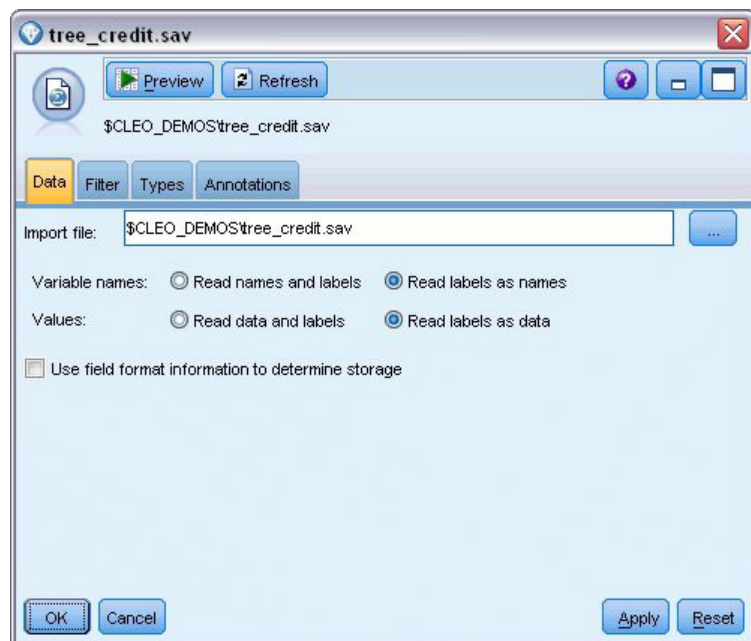 tree_credit.sav
Preview Refresh ?
$CLEO_DEMOS\tree_credit.sav
Data Filter Types Annotations
Import file: $CLEO_DEMOS\tree_credit.sav ...
Variable names: Read names and labels Read labels as names
Values: Read data and labels Read labels as data
Use field format information to determine storage
OK Cancel Apply Reset